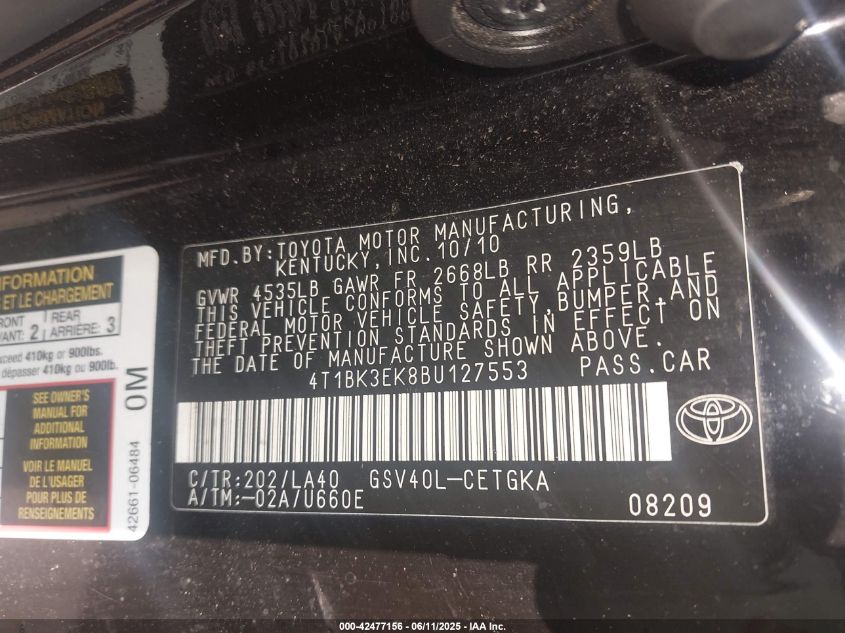 MFD.BY:TOYOTA MOTOR MANUFACTURING,
KENTUCKY,INC.10/10
GVWR 4535LB GAWR FR 2668LB RR 2359LB
THIS VEHICLE CONFORMS TO ALL APPLICABLE
FEDERAL MOTOR VEHICLE SAFETY,BUMPER,AND
THEFT PREVENTION STANDARDS IN EFFECT ON
THE DATE OF MANUFACTURE SHOWN ABOVE.
4T1BK3EK8BU127553 PASS.CAR
C/TR:202/LA40 GSV40L-CETGKA
A/TM:-02A/U660E 08209
INFORMATION
ET LE CHARGEMENT
FRONT 2 REAR 3
ARRIÈRE:
exceed 410kg or 900lbs.
dépasser 410kg ou 900lb.
SEE OWNER'S
MANUAL FOR
ADDITIONAL
INFORMATION
VOIR LE MANUEL
DE L'USAGER
POUR PLUS DE
RENSEIGNEMENTS
0M
42661-06484
000-42477156 - 06/11/2025 - IAA Inc.